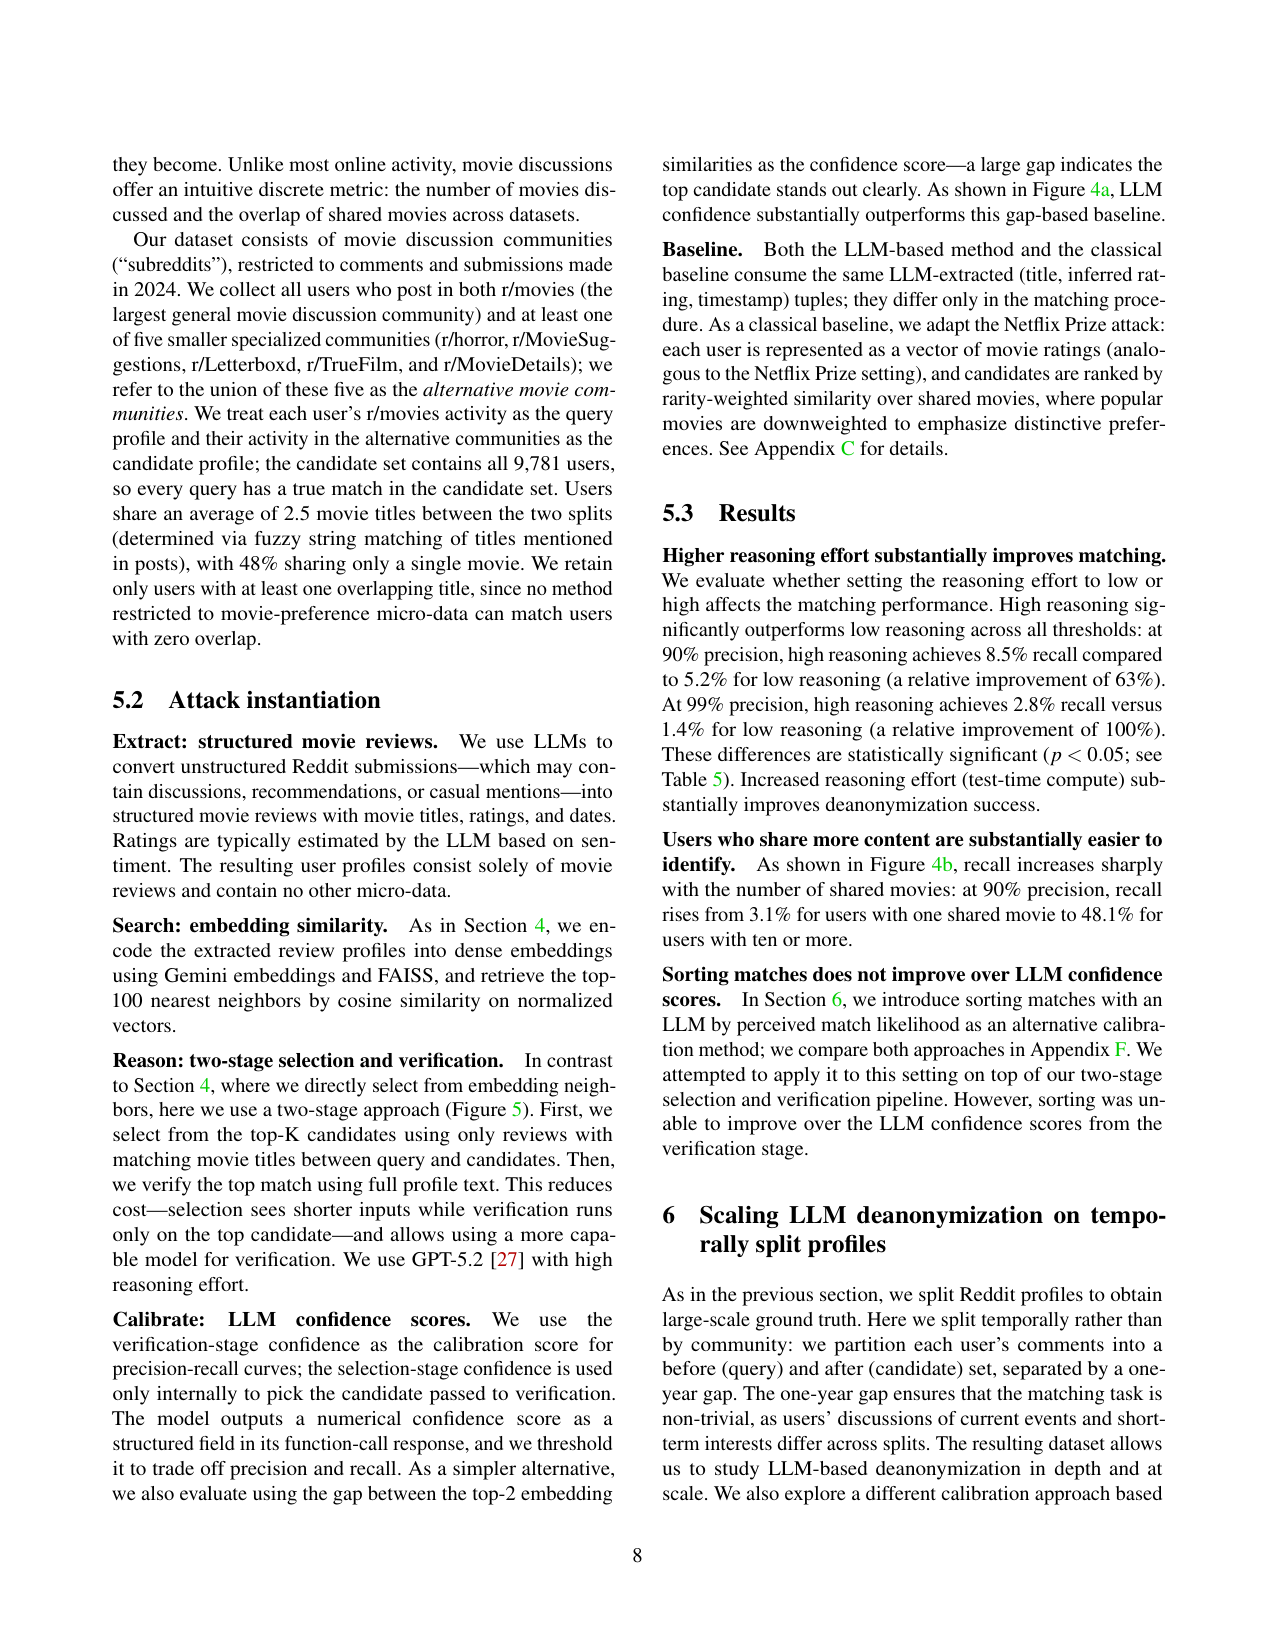 they become. Unlike most online activity, movie discussions
offer an intuitive discrete metric: the number of movies dis-
cussed and the overlap of shared movies across datasets.
Our dataset consists of movie discussion communities
(“subreddits”), restricted to comments and submissions made
in 2024. We collect all users who post in both r/movies (the
largest general movie discussion community) and at least one
of five smaller specialized communities (r/horror, r/MovieSug-
gestions, r/Letterboxd, r/TrueFilm, and r/MovieDetails); we
refer to the union of these five as the alternative movie com-
munities. We treat each user’s r/movies activity as the query
profile and their activity in the alternative communities as the
candidate profile; the candidate set contains all 9,781 users,
so every query has a true match in the candidate set. Users
share an average of 2.5 movie titles between the two splits
(determined via fuzzy string matching of titles mentioned
in posts), with 48% sharing only a single movie. We retain
only users with at least one overlapping title, since no method
restricted to movie-preference micro-data can match users
with zero overlap.
5.2 Attack instantiation
Extract: structured movie reviews. We use LLMs to
convert unstructured Reddit submissions—which may con-
tain discussions, recommendations, or casual mentions—into
structured movie reviews with movie titles, ratings, and dates.
Ratings are typically estimated by the LLM based on sen-
timent. The resulting user profiles consist solely of movie
reviews and contain no other micro-data.
Search: embedding similarity. As in Section 4, we en-
code the extracted review profiles into dense embeddings
using Gemini embeddings and FAISS, and retrieve the top-
100 nearest neighbors by cosine similarity on normalized
vectors.
Reason: two-stage selection and verification. In contrast
to Section 4, where we directly select from embedding neigh-
bors, here we use a two-stage approach (Figure 5). First, we
select from the top-K candidates using only reviews with
matching movie titles between query and candidates. Then,
we verify the top match using full profile text. This reduces
cost—selection sees shorter inputs while verification runs
only on the top candidate—and allows using a more capa-
ble model for verification. We use GPT-5.2 [27] with high
reasoning effort.
Calibrate: LLM confidence scores. We use the
verification-stage confidence as the calibration score for
precision-recall curves; the selection-stage confidence is used
only internally to pick the candidate passed to verification.
The model outputs a numerical confidence score as a
structured field in its function-call response, and we threshold
it to trade off precision and recall. As a simpler alternative,
we also evaluate using the gap between the top-2 embedding
similarities as the confidence score—a large gap indicates the
top candidate stands out clearly. As shown in Figure 4a, LLM
confidence substantially outperforms this gap-based baseline.
Baseline. Both the LLM-based method and the classical
baseline consume the same LLM-extracted (title, inferred rat-
ing, timestamp) tuples; they differ only in the matching proce-
dure. As a classical baseline, we adapt the Netflix Prize attack:
each user is represented as a vector of movie ratings (analo-
gous to the Netflix Prize setting), and candidates are ranked by
rarity-weighted similarity over shared movies, where popular
movies are downweighted to emphasize distinctive prefer-
ences. See Appendix C for details.
5.3 Results
Higher reasoning effort substantially improves matching.
We evaluate whether setting the reasoning effort to low or
high affects the matching performance. High reasoning sig-
nificantly outperforms low reasoning across all thresholds: at
90% precision, high reasoning achieves 8.5% recall compared
to 5.2% for low reasoning (a relative improvement of 63%).
At 99% precision, high reasoning achieves 2.8% recall versus
1.4% for low reasoning (a relative improvement of 100%).
These differences are statistically significant (p < 0.05; see
Table 5). Increased reasoning effort (test-time compute) sub-
stantially improves deanonymization success.
Users who share more content are substantially easier to
identify. As shown in Figure 4b, recall increases sharply
with the number of shared movies: at 90% precision, recall
rises from 3.1% for users with one shared movie to 48.1% for
users with ten or more.
Sorting matches does not improve over LLM confidence
scores. In Section 6, we introduce sorting matches with an
LLM by perceived match likelihood as an alternative calibra-
tion method; we compare both approaches in Appendix F. We
attempted to apply it to this setting on top of our two-stage
selection and verification pipeline. However, sorting was un-
able to improve over the LLM confidence scores from the
verification stage.
6 Scaling LLM deanonymization on tempo-
rally split profiles
As in the previous section, we split Reddit profiles to obtain
large-scale ground truth. Here we split temporally rather than
by community: we partition each user’s comments into a
before (query) and after (candidate) set, separated by a one-
year gap. The one-year gap ensures that the matching task is
non-trivial, as users’ discussions of current events and short-
term interests differ across splits. The resulting dataset allows
us to study LLM-based deanonymization in depth and at
scale. We also explore a different calibration approach based
8